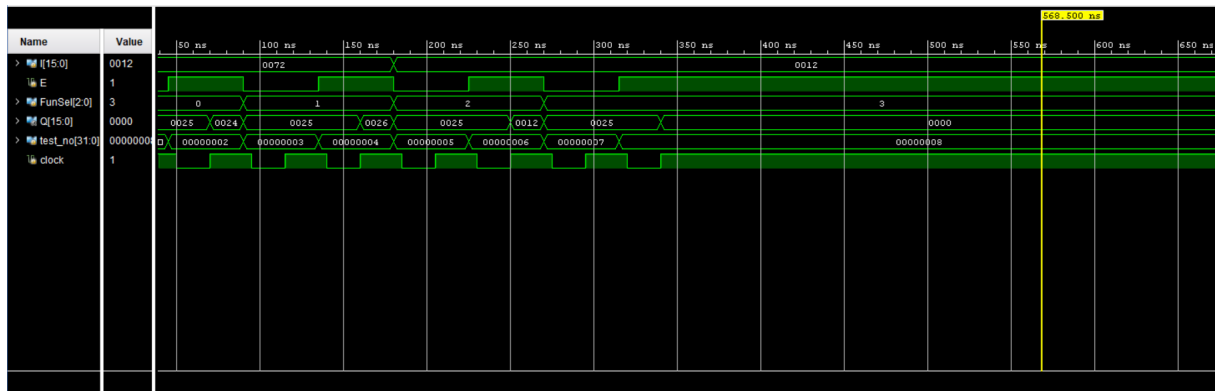 568.500 ns
Name Value 50 ns 100 ns 150 ns 200 ns 250 ns 300 ns 350 ns 400 ns 450 ns 500 ns 550 ns 600 ns 650 ns
I[15:0] 0012 0072 0012
E 1
FunSel[2:0] 3 0 1 2 3
Q[15:0] 0000 0025 0024 0025 0026 0025 0012 0025 0000
test_no[31:0] 00000008 00000002 00000003 00000004 00000005 00000006 00000007 00000008
clock 1